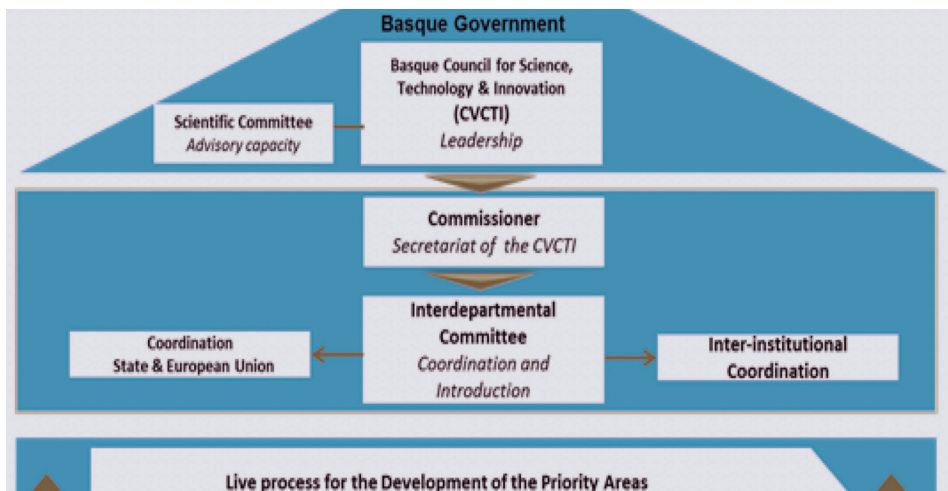 Basque Government
Basque Council for Science,
Technology & Innovation
(CVCTI)
Leadership
Scientific Committee
Advisory capacity
Commissioner
Secretariat of the CVCTI
Interdepartmental
Committee
Coordination and
Introduction
Coordination
State & European Union
Inter-institutional
Coordination
Live process for the Development of the Priority Areas